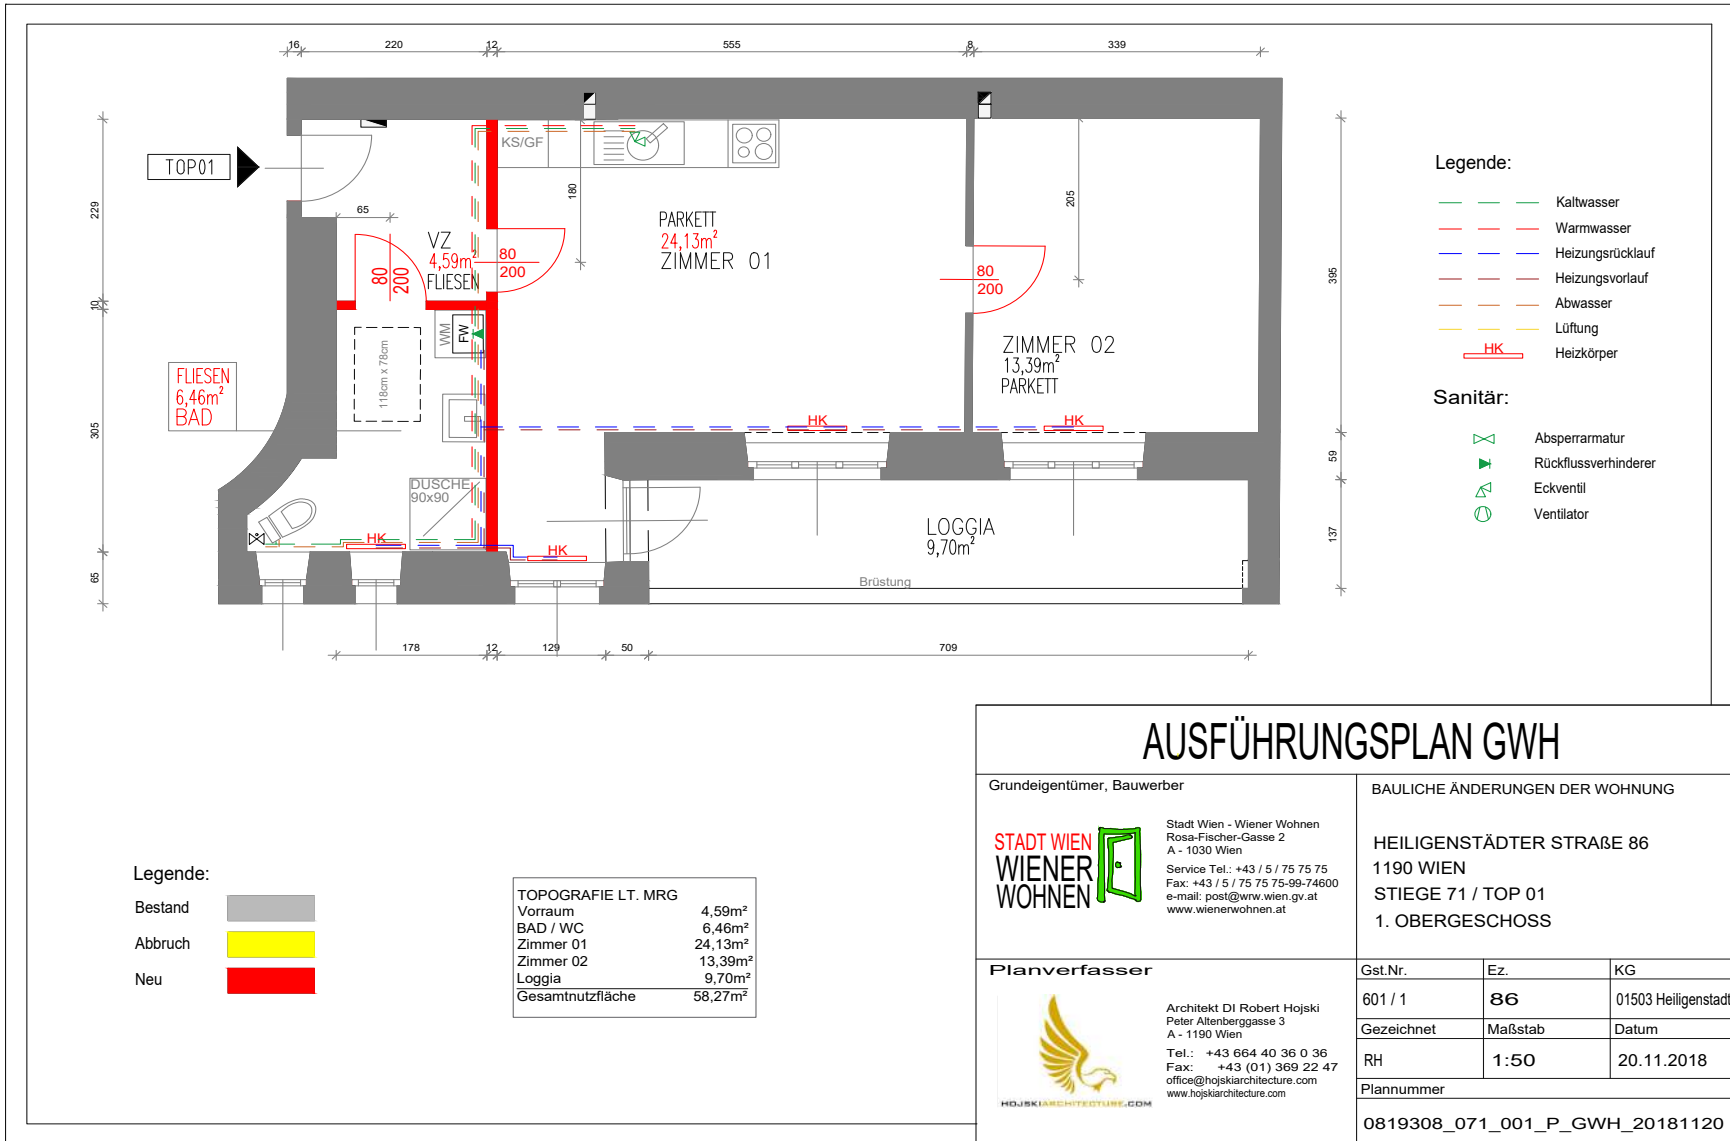 16 220 12 555 8 339
TOP01
KS/GF
65
180
205
229
10
305
65
395
59
137
VZ
4,59m²
FLIESEN
80
200
80
200
80
200
PARKETT
24,13m²
ZIMMER 01
ZIMMER 02
13,39m²
PARKETT
WM
FW
118cm x 78cm
FLIESEN
6,46m²
BAD
DUSCHE
90x90
HK
HK
HK
HK
LOGGIA
9,70m²
Brüstung
178 12 129 50 709
Legende:
Kaltwasser
Warmwasser
Heizungsrücklauf
Heizungsvorlauf
Abwasser
Lüftung
HK Heizkörper
Sanitär:
Absperrarmatur
Rückflussverhinderer
Eckventil
Ventilator
Legende:
Bestand
Abbruch
Neu
TOPOGRAFIE LT. MRG
Vorraum 4,59m²
BAD / WC 6,46m²
Zimmer 01 24,13m²
Zimmer 02 13,39m²
Loggia 9,70m²
Gesamtnutzfläche 58,27m²
AUSFÜHRUNGSPLAN GWH
Grundeigentümer, Bauwerber
STADT WIEN
WIENER
WOHNEN
Stadt Wien - Wiener Wohnen
Rosa-Fischer-Gasse 2
A - 1030 Wien
Service Tel.: +43 / 5 / 75 75 75
Fax: +43 / 5 / 75 75 75-99-74600
e-mail: post@wrw.wien.gv.at
www.wienerwohnen.at
BAULICHE ÄNDERUNGEN DER WOHNUNG
HEILIGENSTÄDTER STRAßE 86
1190 WIEN
STIEGE 71 / TOP 01
1. OBERGESCHOSS
Planverfasser
HOJSKIARCHITECTURE.COM
Architekt DI Robert Hojski
Peter Altenberggasse 3
A - 1190 Wien
Tel.: +43 664 40 36 0 36
Fax: +43 (01) 369 22 47
office@hojskiarchitecture.com
www.hojskiarchitecture.com
Gst.Nr. Ez. KG
601 / 1 86 01503 Heiligenstadt
Gezeichnet Maßstab Datum
RH 1:50 20.11.2018
Plannummer
0819308_071_001_P_GWH_20181120